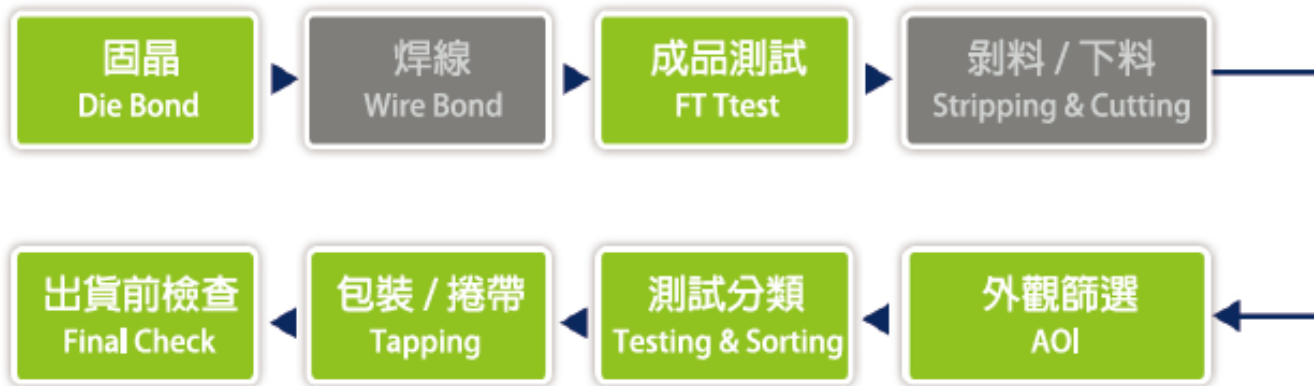 固晶
Die Bond
焊線
Wire Bond
成品測試
FT Ttest
剝料 / 下料
Stripping & Cutting
外觀篩選
AOI
測試分類
Testing & Sorting
包裝 / 捲帶
Tapping
出貨前檢查
Final Check